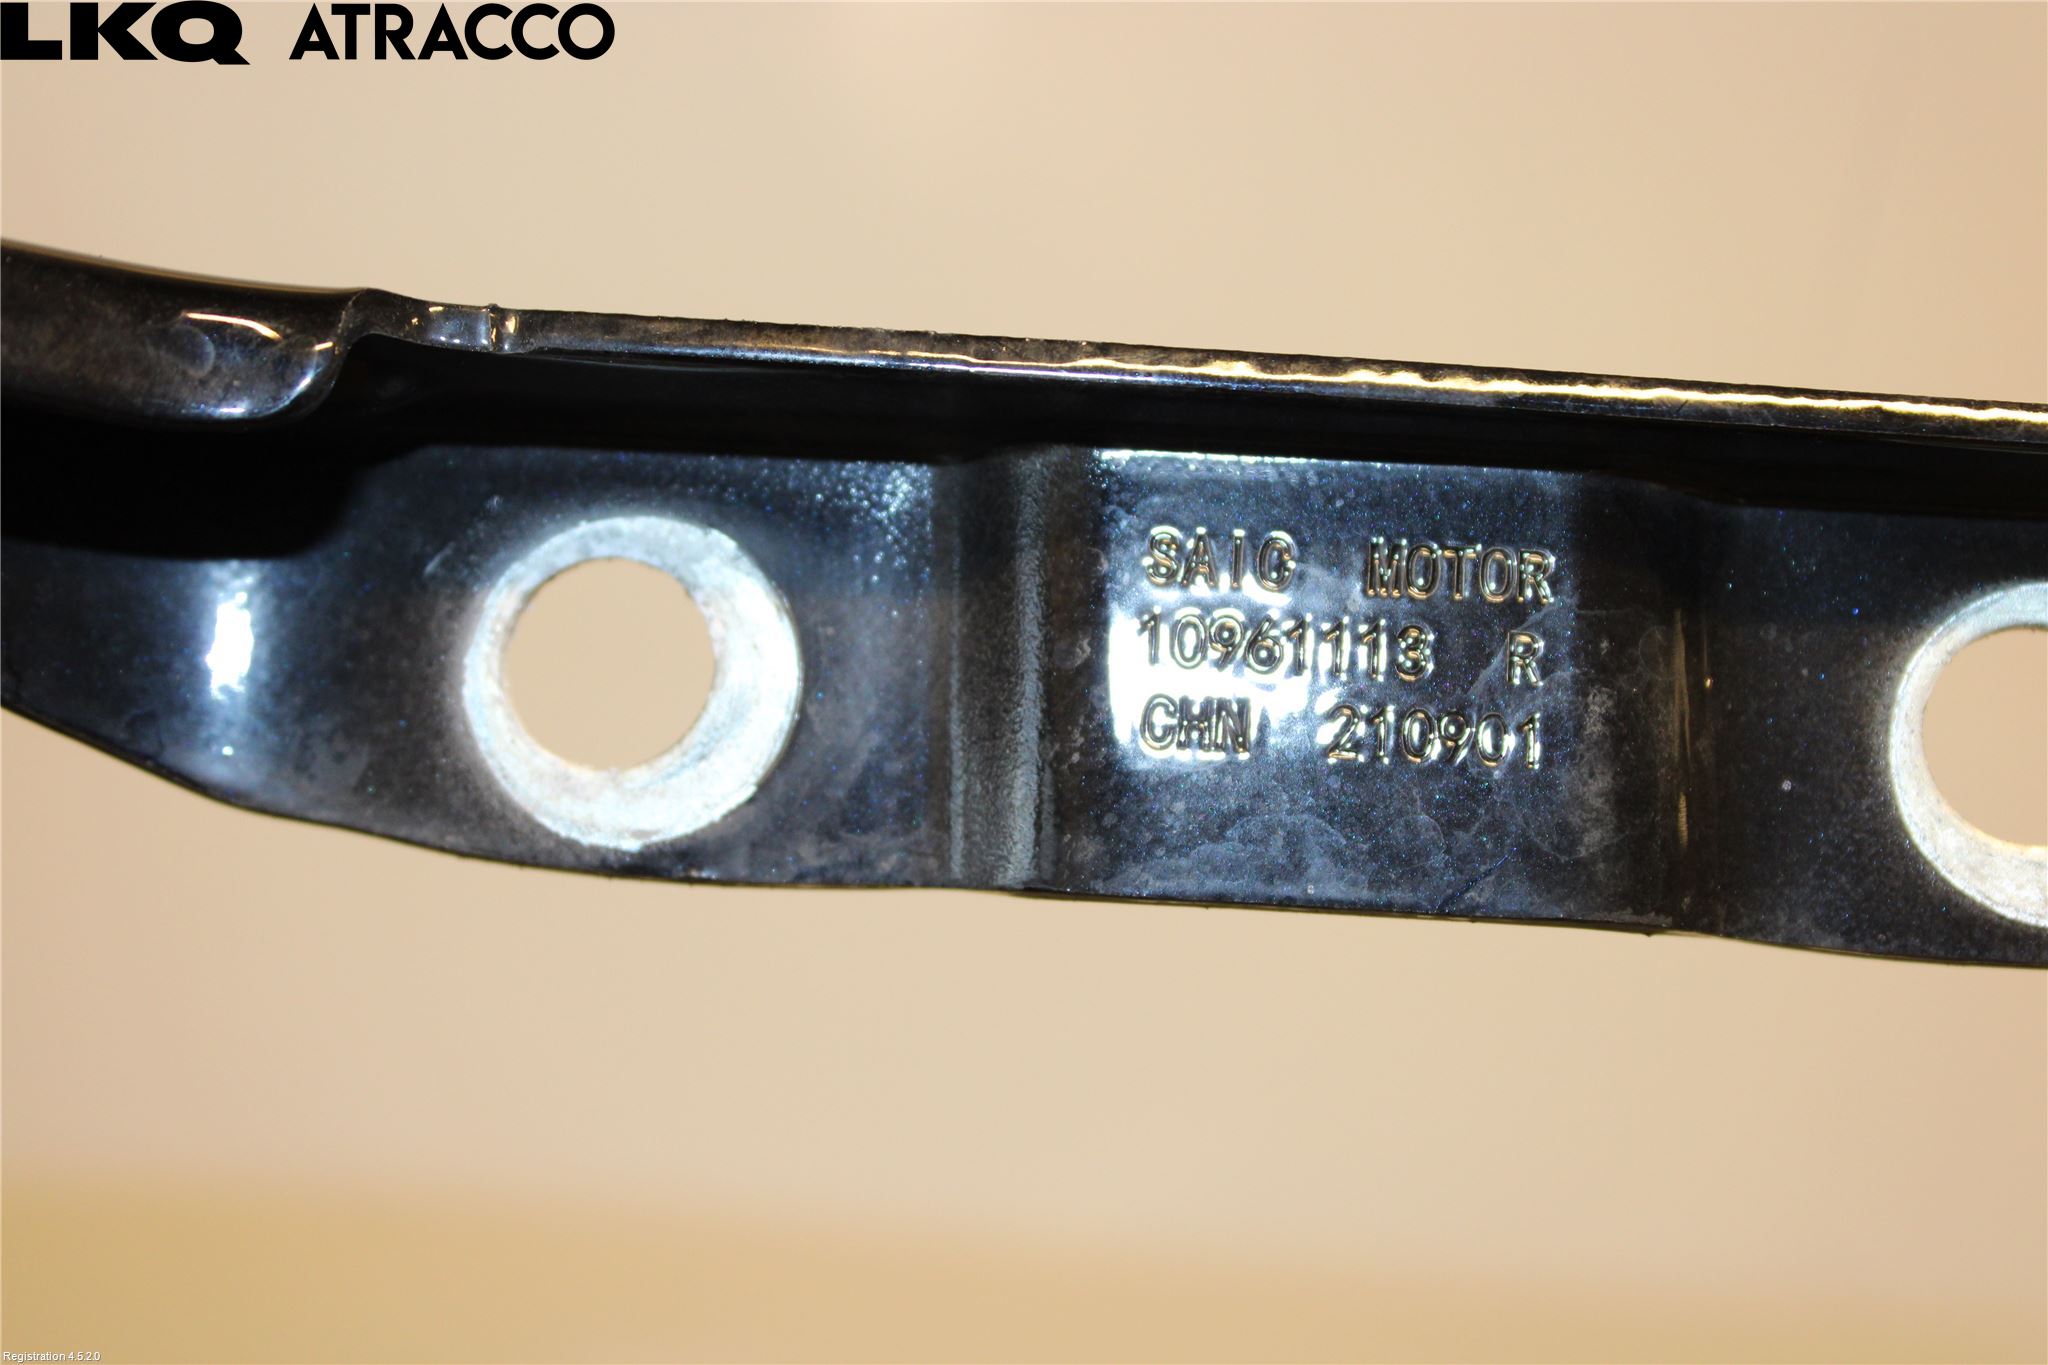 LKQ ATRACCO
SAIC MOTOR
10961113 R
CHN 210901
Registration 4.5.2.0